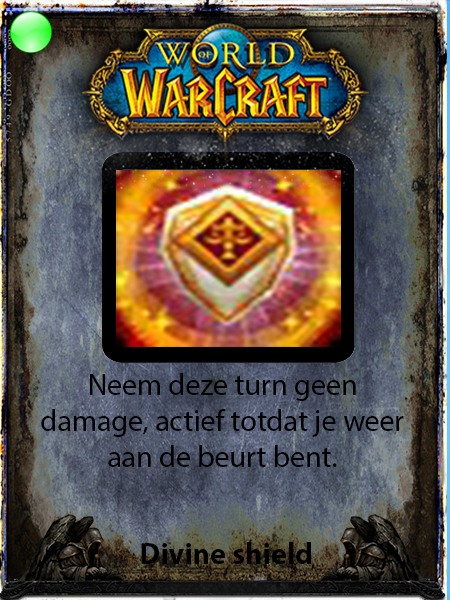 WORLD
OF
WARCRAFT
Neem deze turn geen
damage, actief totdat je weer
aan de beurt bent.
Divine shield